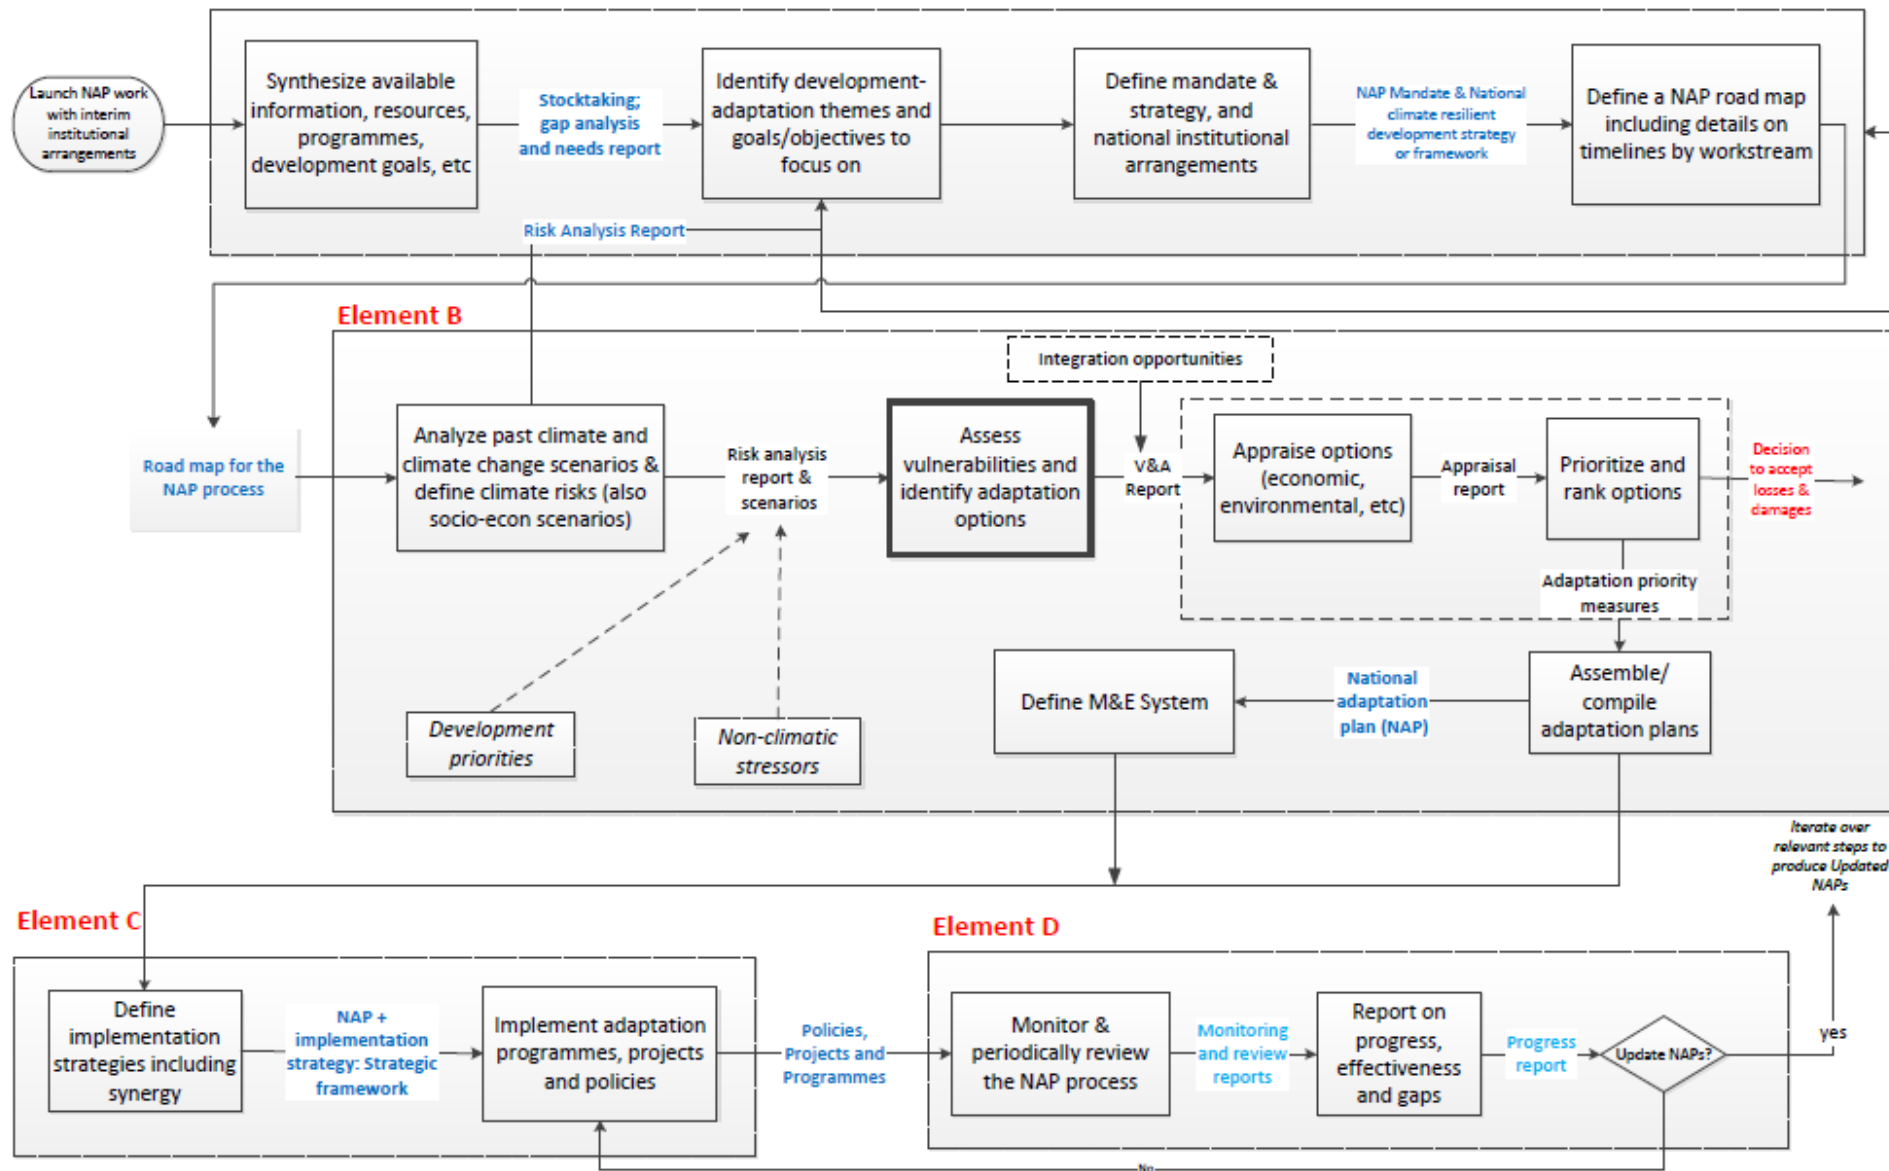 Launch NAP work
with interim
institutional
arrangements
Synthesize available
information, resources,
programmes,
development goals, etc
Stocktaking;
gap analysis
and needs report
Identify development-
adaptation themes and
goals/objectives to
focus on
Define mandate &
strategy, and
national institutional
arrangements
NAP Mandate & National
climate resilient
development strategy
or framework
Define a NAP road map
including details on
timelines by workstream
Risk Analysis Report
Element B
Integration opportunities
Road map for the
NAP process
Analyze past climate and
climate change scenarios &
define climate risks (also
socio-econ scenarios)
Risk analysis
report &
scenarios
Assess
vulnerabilities and
identify adaptation
options
V&A
Report
Appraise options
(economic,
environmental, etc)
Appraisal
report
Prioritize and
rank options
Decision
to accept
losses &
damages
Adaptation priority
measures
Development
priorities
Non-climatic
stressors
Define M&E System
National
adaptation
plan (NAP)
Assemble/
compile
adaptation plans
Iterate over
relevant steps to
produce Updated
NAPs
Element C
Define
implementation
strategies including
synergy
NAP +
implementation
strategy: Strategic
framework
Implement adaptation
programmes, projects
and policies
Policies,
Projects and
Programmes
Element D
Monitor &
periodically review
the NAP process
Monitoring
and review
reports
Report on
progress,
effectiveness
and gaps
Progress
report
Update NAPs?
yes
No